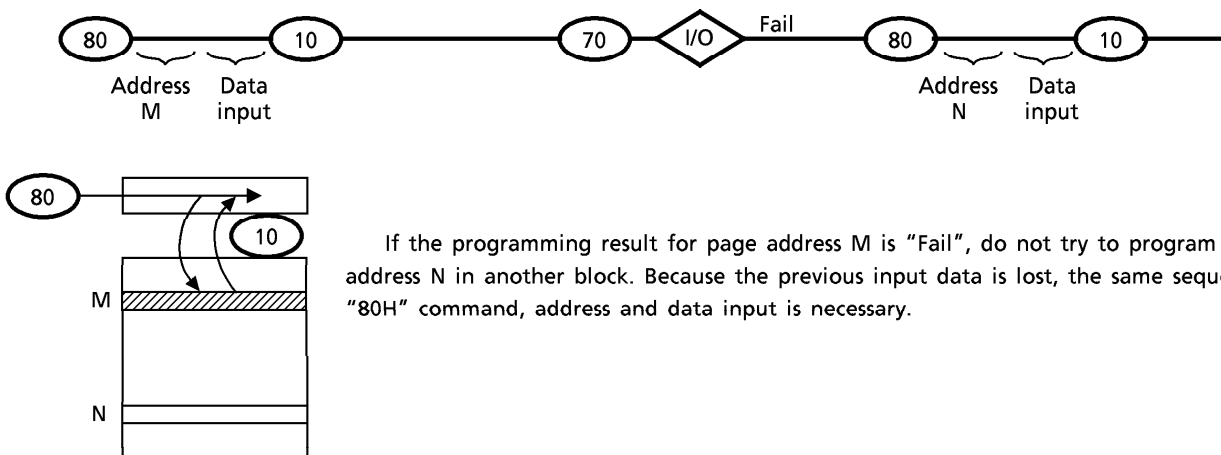 80 10 70 I/O Fail 80 10
Address Data Address Data
M input N input
80
10
If the programming result for page address M is “Fail”, do not try to program
address N in another block. Because the previous input data is lost, the same
“80H” command, address and data input is necessary.
M
N